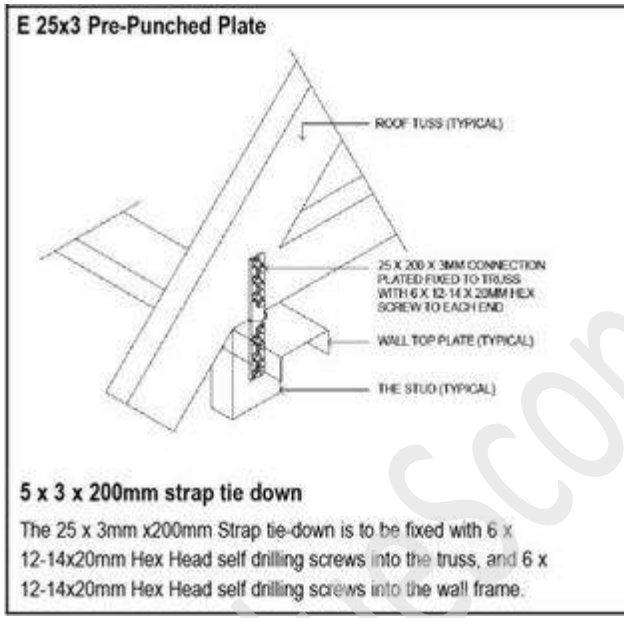 E 25x3 Pre-Punched Plate
ROOF TUSS (TYPICAL)
25 X 200 X 3MM CONNECTION
PLATED FIXED TO TRUSS
WITH 6 X 12-14 X 20MM HEX
SCREW TO EACH END
WALL TOP PLATE (TYPICAL)
THE STUD (TYPICAL)
5 x 3 x 200mm strap tie down
The 25 x 3mm x200mm Strap tie-down is to be fixed with 6 x
12-14x20mm Hex Head self drilling screws into the truss, and 6 x
12-14x20mm Hex Head self drilling screws into the wall frame.